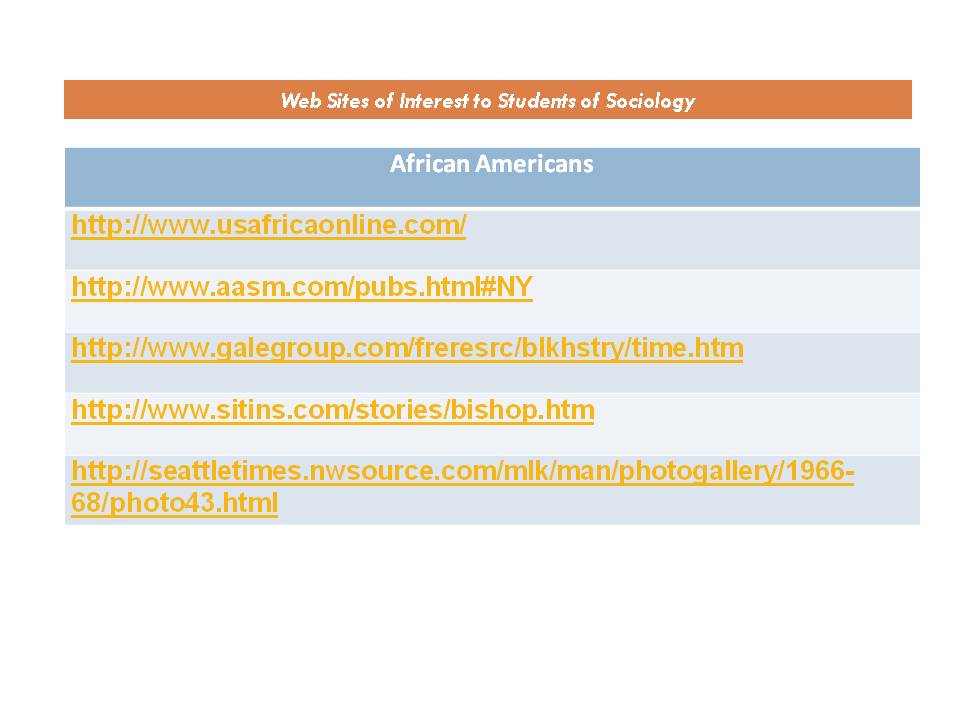 Web Sites of Interest to Students of Sociology
African Americans
http://www.usafricaonline.com/
http://www.aasm.com/pubs.html#NY
http://www.galegroup.com/freresrc/blkhstry/time.htm
http://www.sitins.com/stories/bishop.htm
http://seattletimes.nwsource.com/mlk/man/photogallery/1966-
68/photo43.html